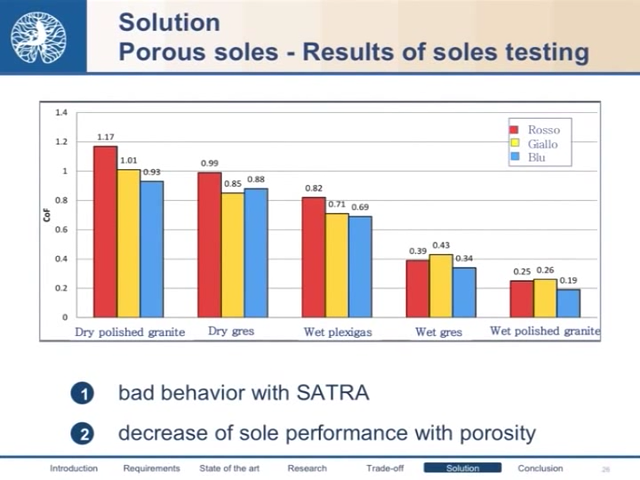 Solution
Porous soles - Results of soles testing
1.4
1.2
1
0.8
0.6
0.4
0.2
0
CoF
1.17
1.01
0.93
0.99
0.85
0.88
0.82
0.71
0.69
0.39
0.43
0.34
0.25
0.26
0.19
Rosso
Giallo
Blu
Dry polished granite
Dry gres
Wet plexigas
Wet gres
Wet polished granite
1 bad behavior with SATRA
2 decrease of sole performance with porosity
Introduction Requirements State of the art Research Trade-off Solution Conclusion 26